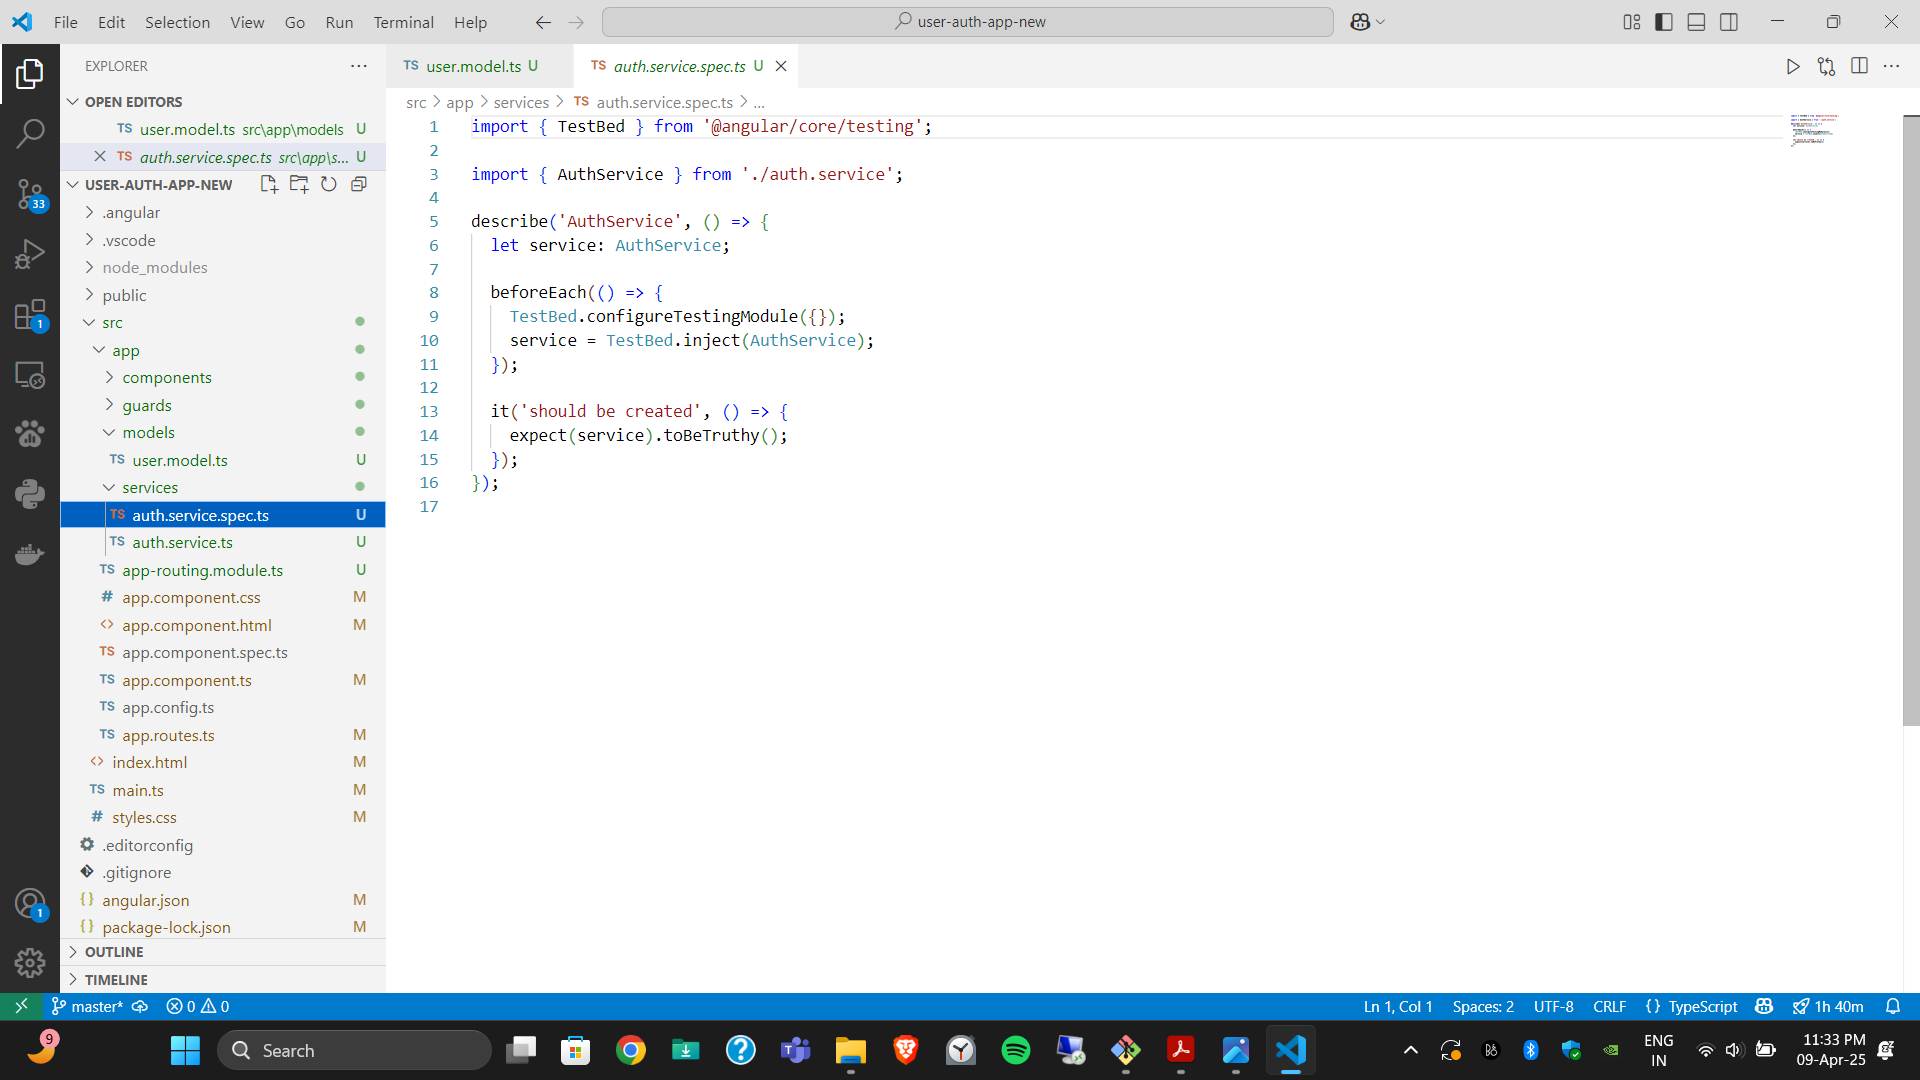 File Edit Selection View Go Run Terminal Help
user-auth-app-new
EXPLORER
OPEN EDITORS
TS user.model.ts src\app\models U
TS auth.service.spec.ts src\app\s... U
USER-AUTH-APP-NEW
.angular
.vscode
node_modules
public
src
app
components
guards
models
TS user.model.ts U
services
TS auth.service.spec.ts U
TS auth.service.ts U
TS app-routing.module.ts U
# app.component.css M
<> app.component.html M
TS app.component.spec.ts
TS app.component.ts M
TS app.config.ts
TS app.routes.ts M
<> index.html M
TS main.ts M
# styles.css M
.editorconfig
.gitignore
{} angular.json M
{} package-lock.json M
OUTLINE
TIMELINE
33
1
1
TS user.model.ts U
TS auth.service.spec.ts U
src > app > services > TS auth.service.spec.ts > ...
1 import { TestBed } from '@angular/core/testing';
2
3 import { AuthService } from './auth.service';
4
5 describe('AuthService', () => {
6 let service: AuthService;
7
8 beforeEach(() => {
9 TestBed.configureTestingModule({});
10 service = TestBed.inject(AuthService);
11 });
12
13 it('should be created', () => {
14 expect(service).toBeTruthy();
15 });
16 });
17
master* 0 0
Ln 1, Col 1 Spaces: 2 UTF-8 CRLF {} TypeScript 1h 40m
9
Search
ENG
IN
11:33 PM
09-Apr-25